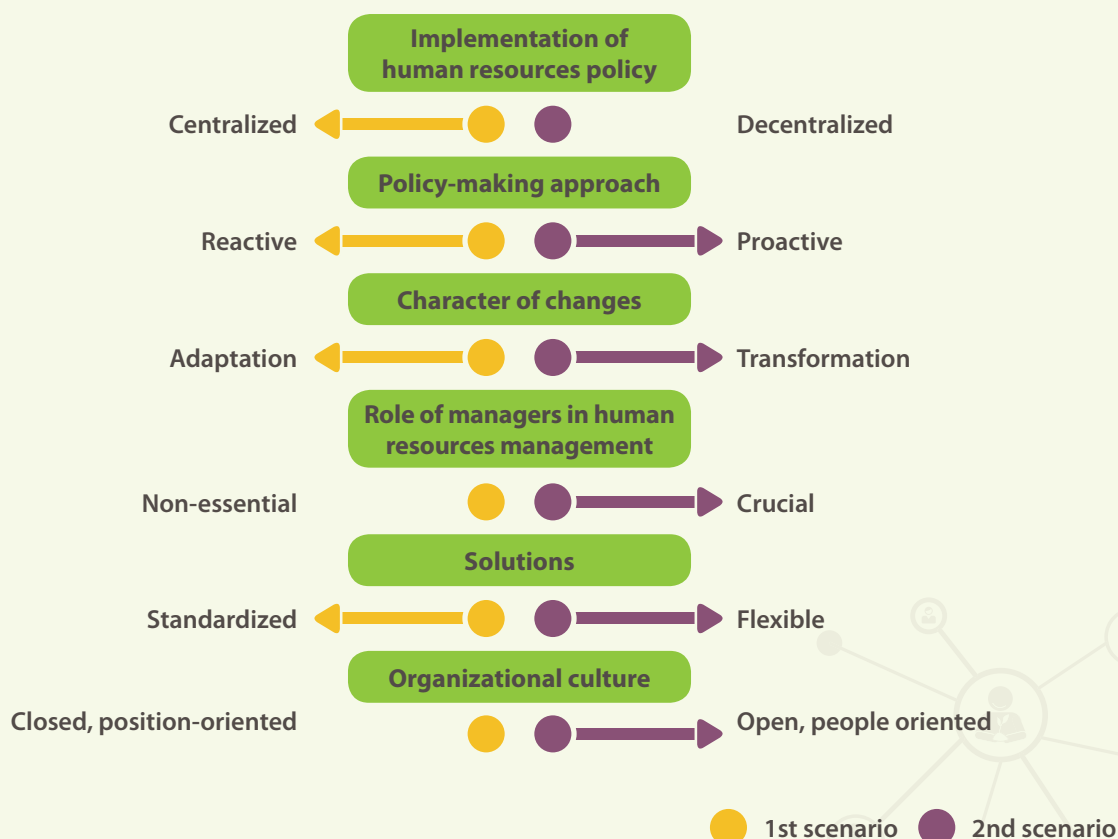 Implementation of
human resources policy
Centralized
Decentralized
Policy-making approach
Reactive
Proactive
Character of changes
Adaptation
Transformation
Role of managers in human
resources management
Non-essential
Crucial
Solutions
Standardized
Flexible
Organizational culture
Closed, position-oriented
Open, people oriented
1st scenario
2nd scenario